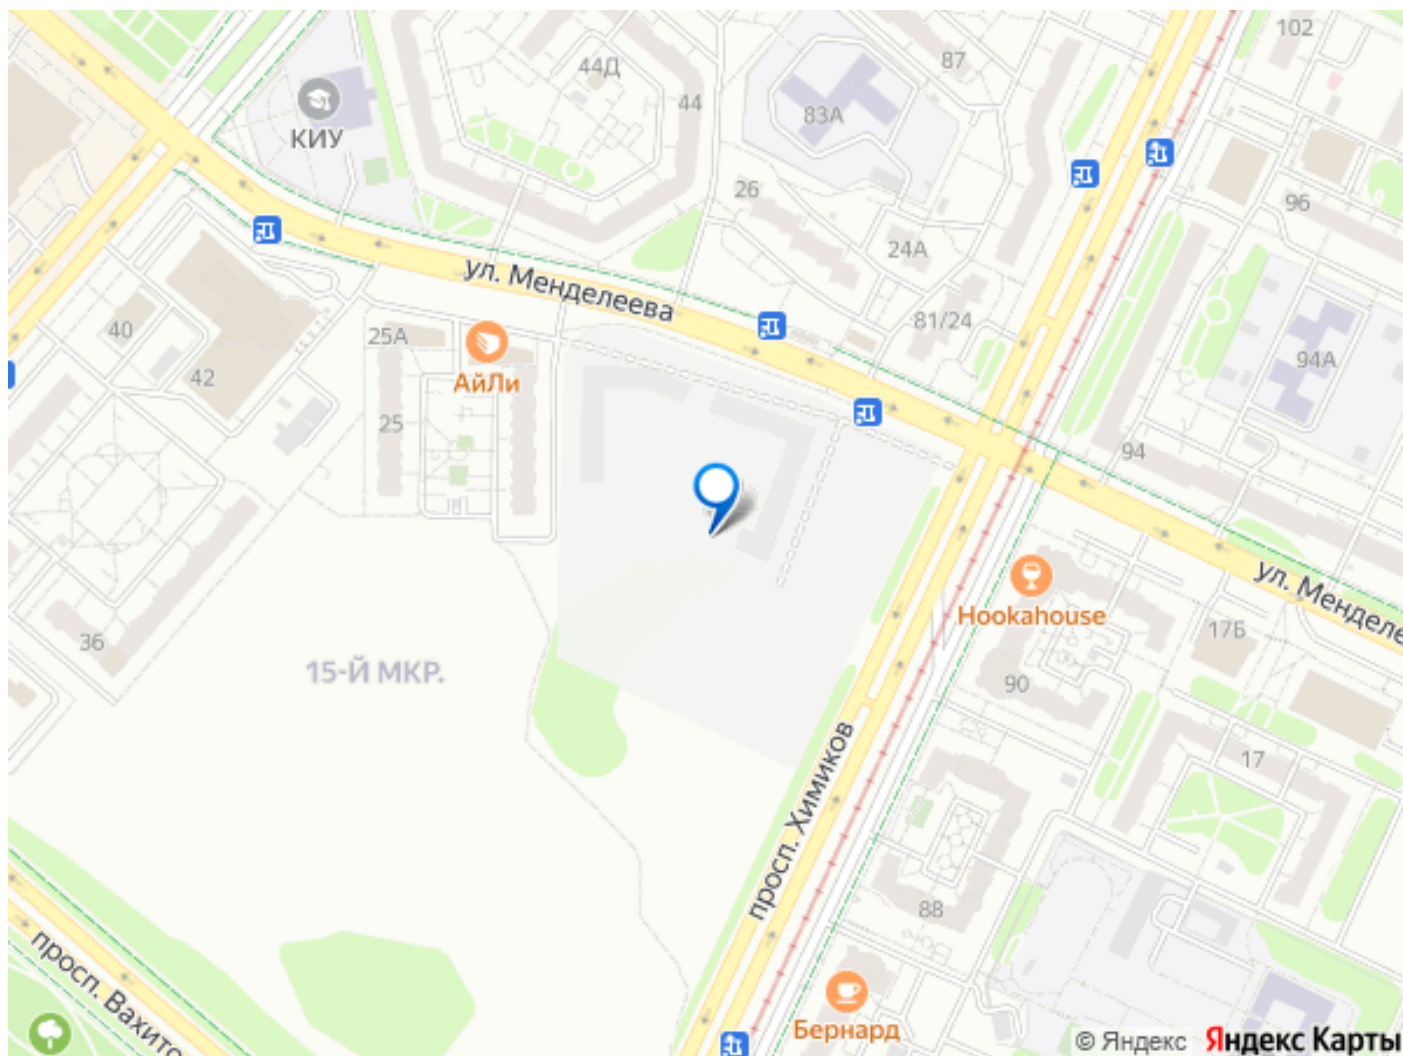 102
87
44Д
44
83А
КИУ
26
96
24А
ул. Менделеева
81/24
40
25А
94А
42
АйЛи
25
94
ул. Менделе
Hookahouse
17Б
36
15-Й МКР.
90
просп. Химиков
17
88
просп. Вахито
Бернард
© Яндекс Яндекс Карты